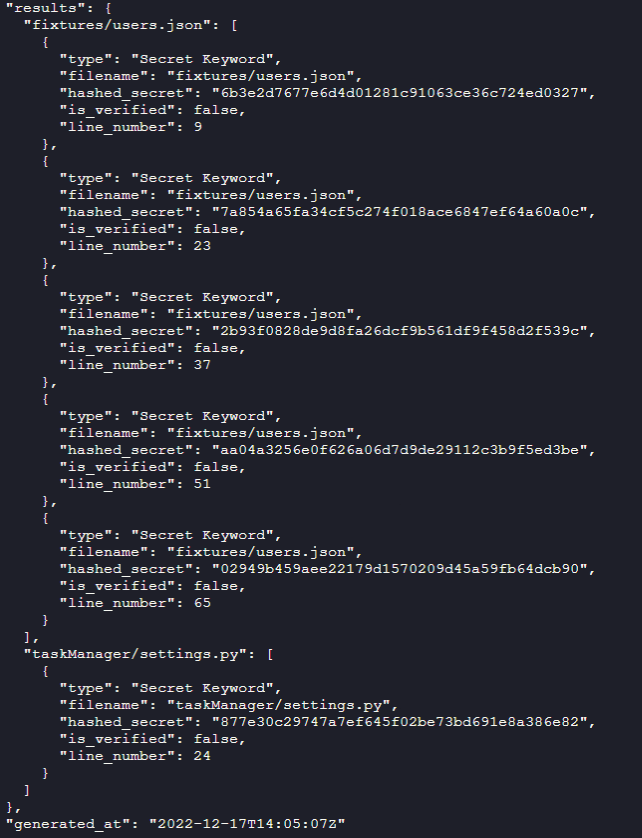 "results": {
"fixtures/users.json": [
{
"type": "Secret Keyword",
"filename": "fixtures/users.json",
"hashed_secret": "6b3e2d7677e6d4d01281c91063ce36c724ed0327",
"is_verified": false,
"line_number": 9
},
{
"type": "Secret Keyword",
"filename": "fixtures/users.json",
"hashed_secret": "7a854a65fa34cf5c274f018ace6847ef64a60a0c",
"is_verified": false,
"line_number": 23
},
{
"type": "Secret Keyword",
"filename": "fixtures/users.json",
"hashed_secret": "2b93f0828de9d8fa26dcf9b561df9f458d2f539c",
"is_verified": false,
"line_number": 37
},
{
"type": "Secret Keyword",
"filename": "fixtures/users.json",
"hashed_secret": "aa04a3256e0f626a06d7d9de29112c3b9f5ed3be",
"is_verified": false,
"line_number": 51
},
{
"type": "Secret Keyword",
"filename": "fixtures/users.json",
"hashed_secret": "02949b459aee22179d1570209d45a59fb64dcb90",
"is_verified": false,
"line_number": 65
}
],
"taskManager/settings.py": [
{
"type": "Secret Keyword",
"filename": "taskManager/settings.py",
"hashed_secret": "877e30c29747a7ef645f02be73bd691e8a386e82",
"is_verified": false,
"line_number": 24
}
]
},
"generated_at": "2022-12-17T14:05:07Z"